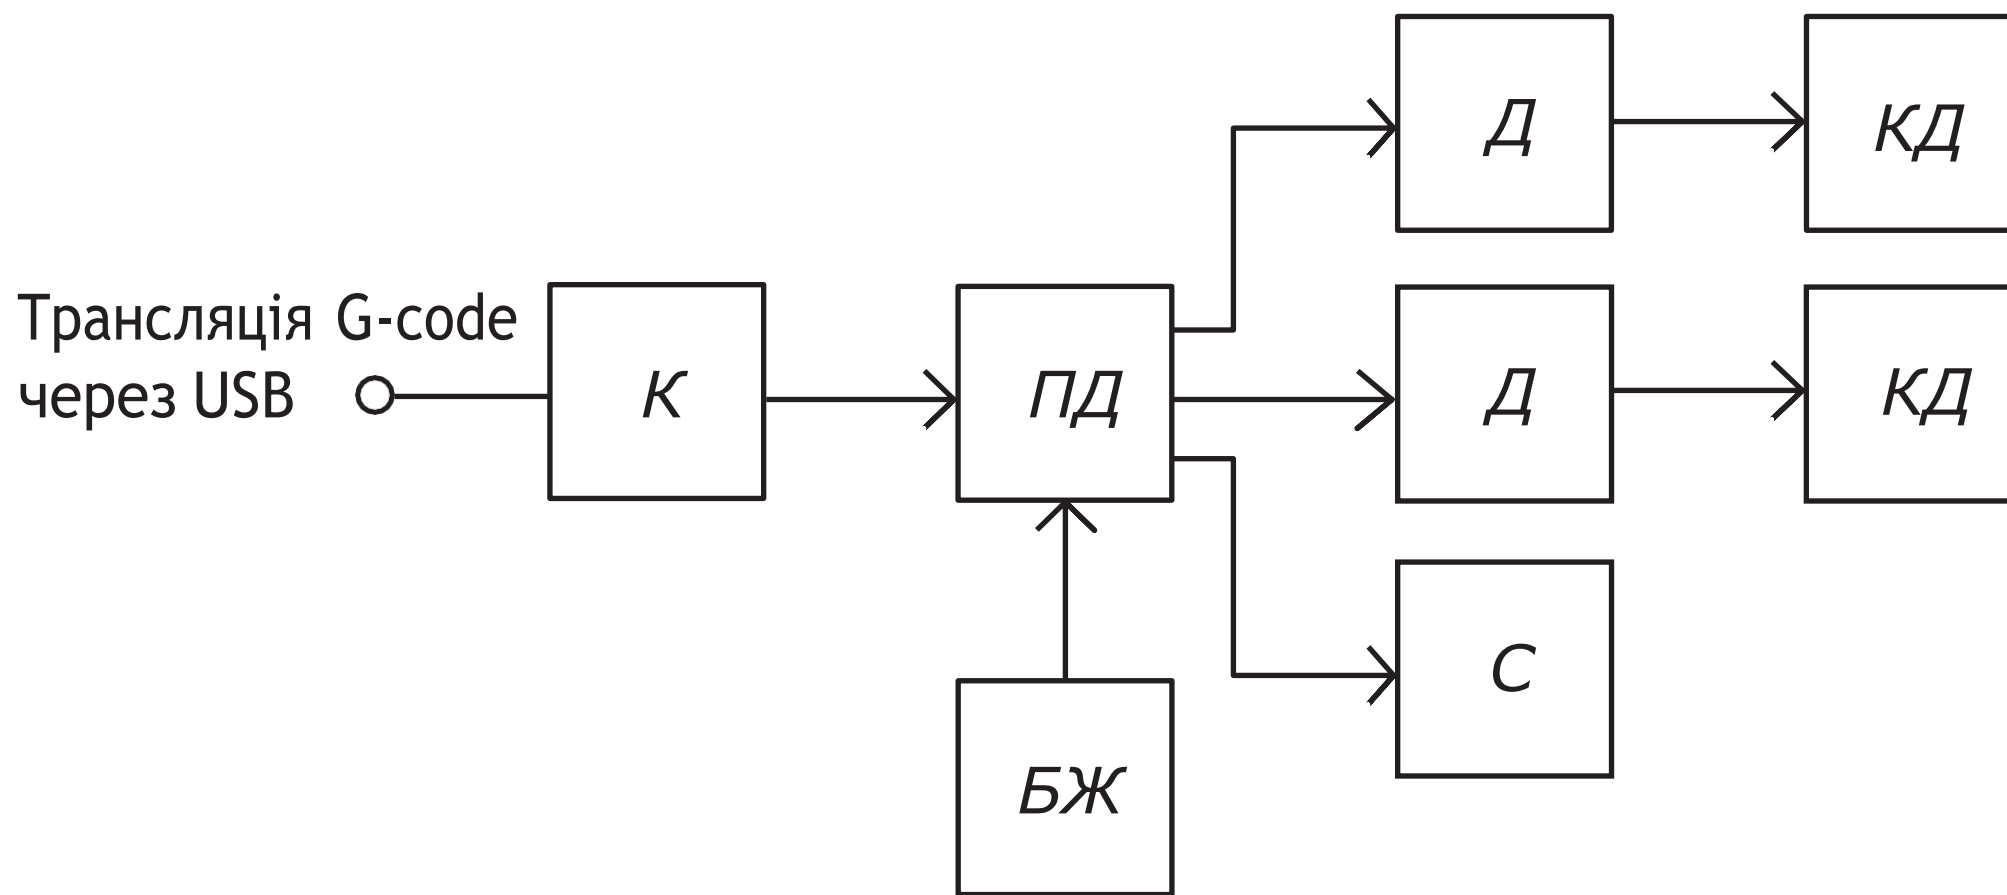 Д
КД
Трансляція G-code
через USB
К
ПД
Д
КД
С
БЖ